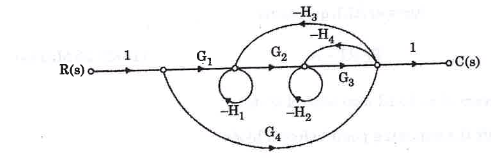 –H₃
–H₄
1 G₁ G₂ G₃ 1
R(s) C(s)
–H₁ –H₂
G₄